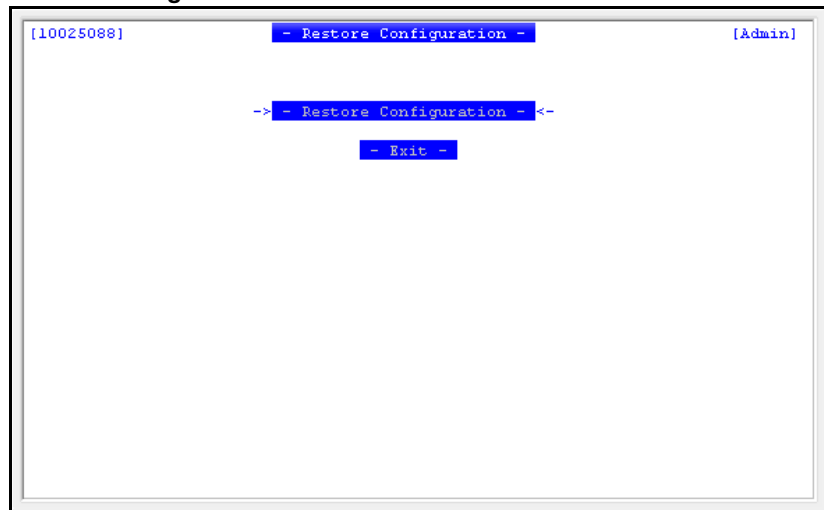 [10025088] - Restore Configuration - [Admin]
-> - Restore Configuration - <-
- Exit -